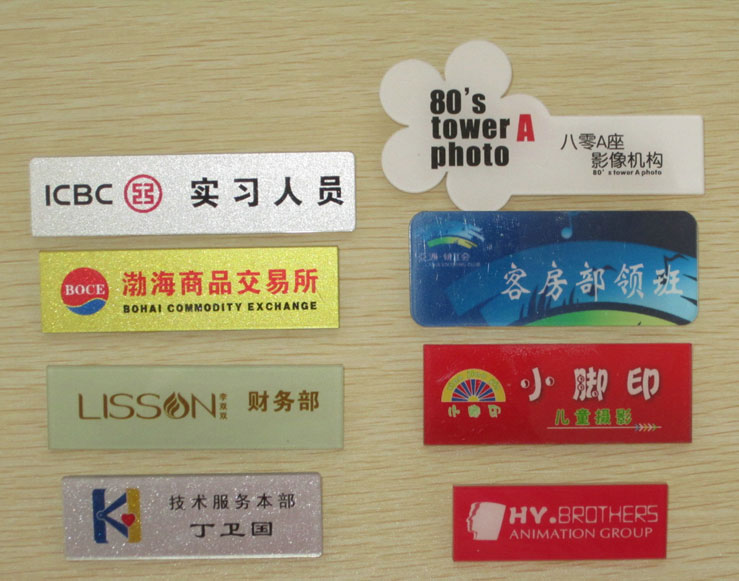 ICBC 实习人员
BOCE 渤海商品交易所
BOHAI COMMODITY EXCHANGE
LISSON 李双双 财务部
技术服务本部
丁卫国
80's
tower A
photo
八零A座
影像机构
80's tower A photo
客房部领班
小脚印
小脚印
儿童摄影
HY.BROTHERS
ANIMATION GROUP